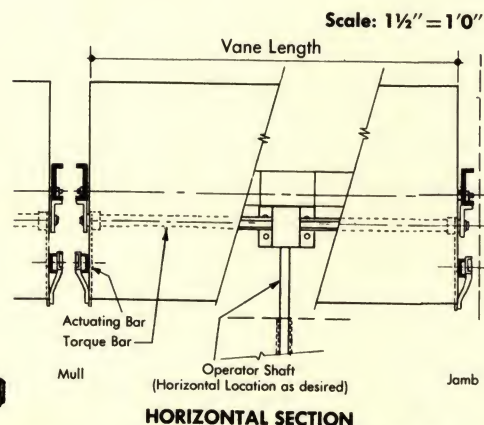 Scale: 1½″ = 1′0″
Vane Length
Actuating Bar
Torque Bar
Mull
Operator Shaft
(Horizontal Location as desired)
Jamb
HORIZONTAL SECTION